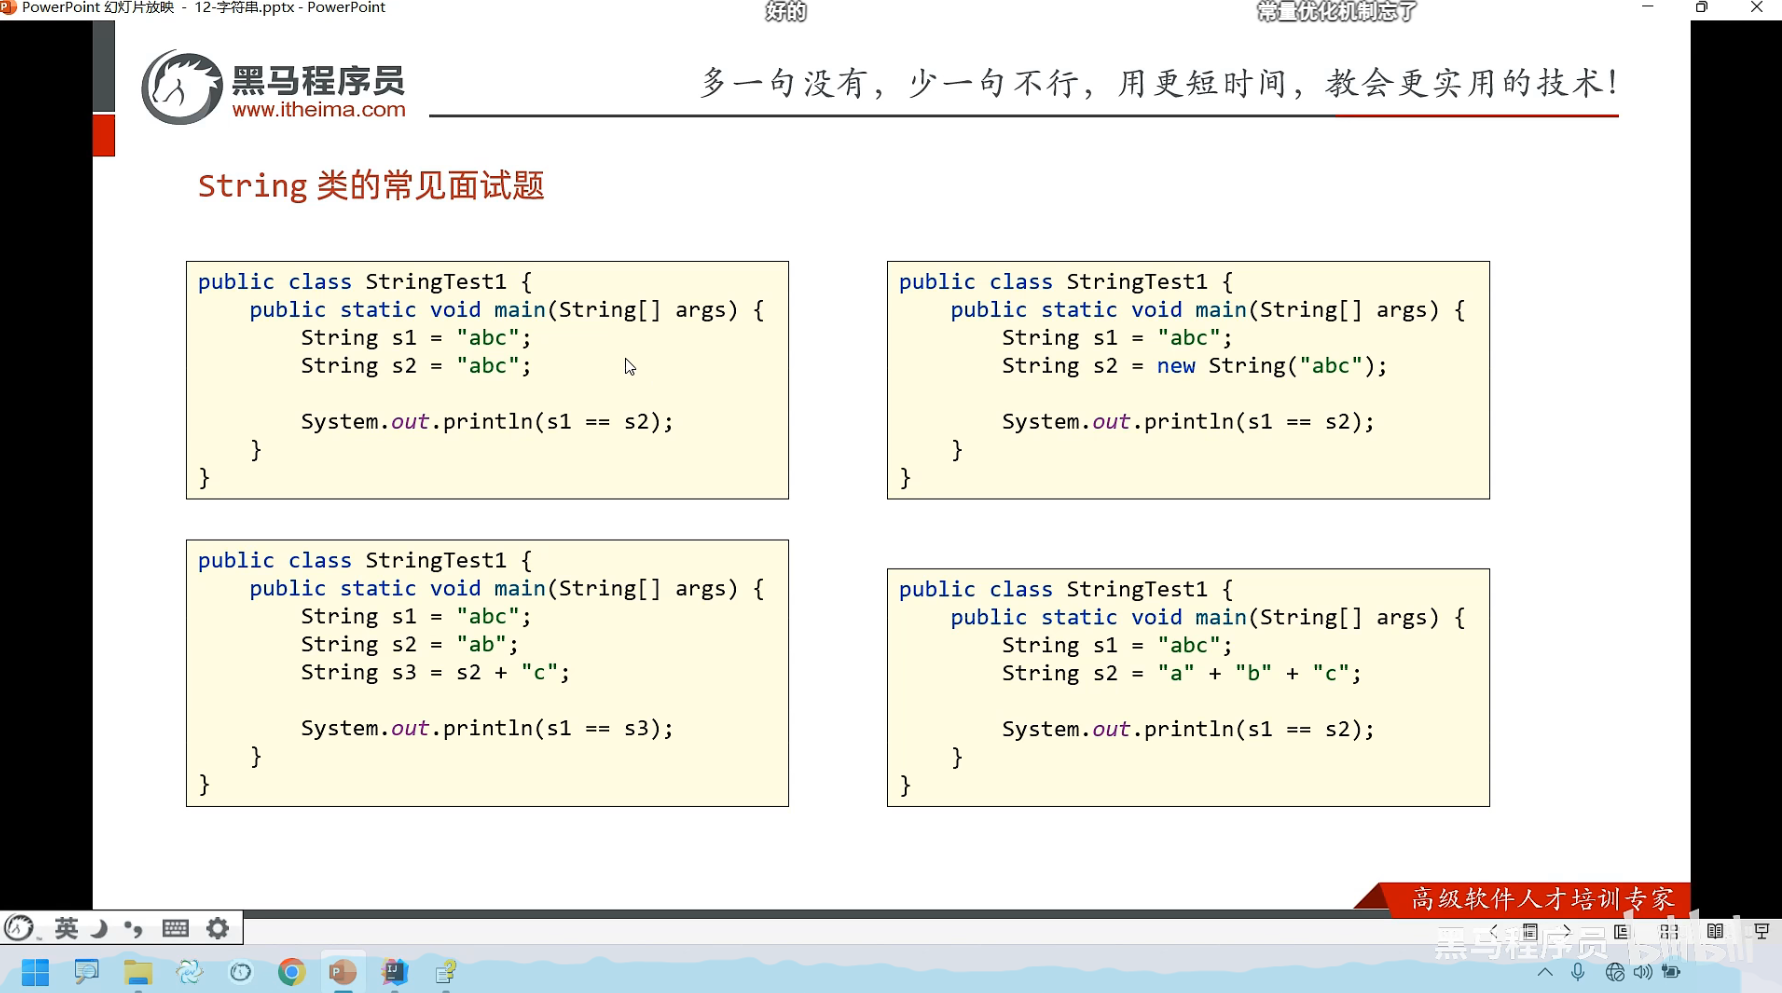 PowerPoint 幻灯片放映 - 12-字符串.pptx - PowerPoint
好的
常量优化机制忘了
黑马程序员
www.itheima.com
多一句没有，少一句不行，用更短时间，教会更实用的技术！
String 类的常见面试题
public class StringTest1 {
    public static void main(String[] args) {
        String s1 = "abc";
        String s2 = "abc";
        System.out.println(s1 == s2);
    }
}
public class StringTest1 {
    public static void main(String[] args) {
        String s1 = "abc";
        String s2 = new String("abc");
        System.out.println(s1 == s2);
    }
}
public class StringTest1 {
    public static void main(String[] args) {
        String s1 = "abc";
        String s2 = "ab";
        String s3 = s2 + "c";
        System.out.println(s1 == s3);
    }
}
public class StringTest1 {
    public static void main(String[] args) {
        String s1 = "abc";
        String s2 = "a" + "b" + "c";
        System.out.println(s1 == s2);
    }
}
高级软件人才培训专家
英
黑马程序员 bilibili